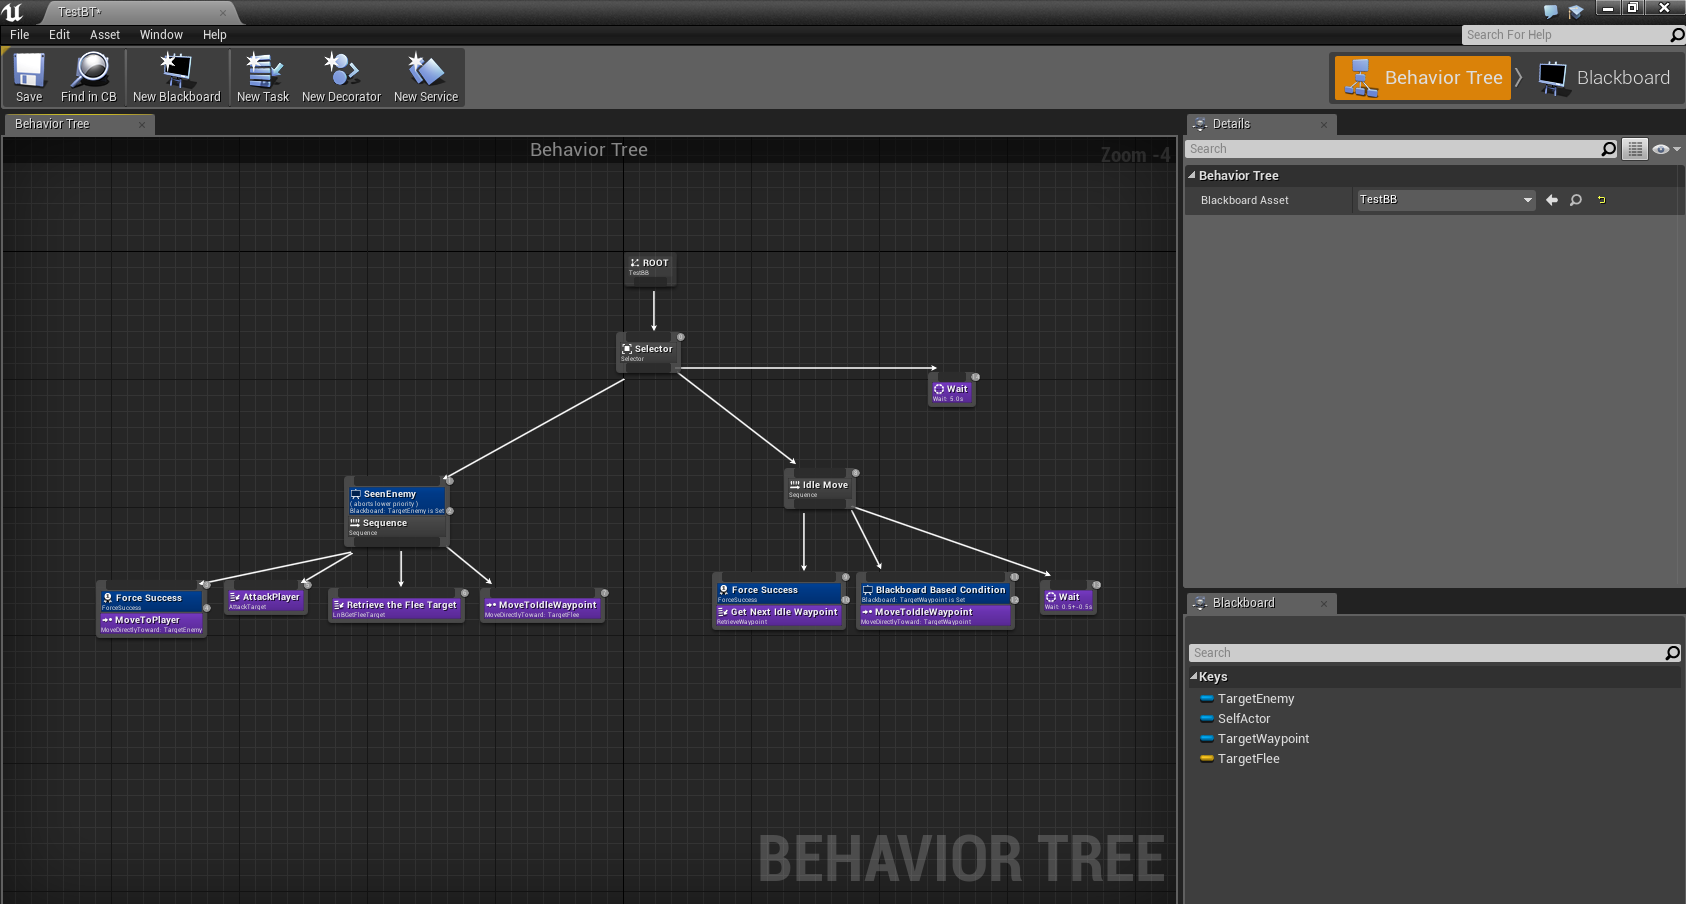 TestBT*
File Edit Asset Window Help
Search For Help
Save Find in CB New Blackboard New Task New Decorator New Service
Behavior Tree Blackboard
Behavior Tree
Behavior Tree
Zoom -4
ROOT
TestBB
Selector
Selector
Wait
Wait: 5.0s
SeenEnemy
( aborts lower priority )
Blackboard: TargetEnemy is Set
Sequence
Sequence
Idle Move
Sequence
Force Success
ForceSuccess
MoveToPlayer
MoveDirectlyToward: TargetEnemy
AttackPlayer
AttackTarget
Retrieve the Flee Target
MoveToIdleWaypoint
MoveDirectlyToward: TargetFlee
Force Success
ForceSuccess
Get Next Idle Waypoint
RetrieveWaypoint
Blackboard Based Condition
Blackboard: TargetWaypoint is Set
MoveToIdleWaypoint
MoveDirectlyToward: TargetWaypoint
Wait
Wait: 0.5+-0.5s
BEHAVIOR TREE
Details
Search
Behavior Tree
Blackboard Asset TestBB
Blackboard
Search
Keys
TargetEnemy
SelfActor
TargetWaypoint
TargetFlee